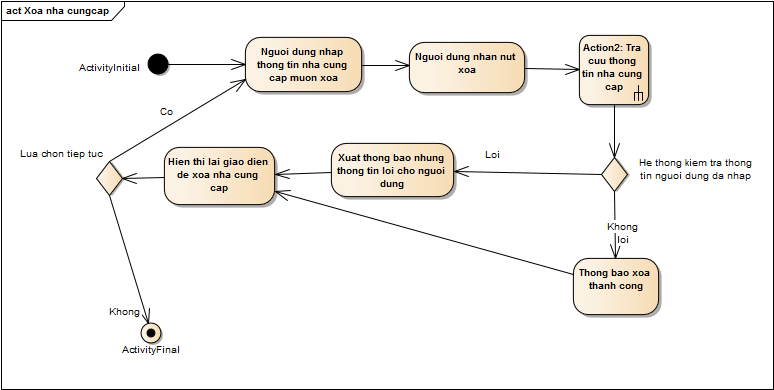 act Xoa nha cungcap
ActivityInitial
Nguoi dung nhap
thong tin nha cung
cap muon xoa
Nguoi dung nhan nut
xoa
Action2: Tra
cuu thong
tin nha cung
cap
Co
Lua chon tiep tuc
Hien thi lai giao dien
de xoa nha cung
cap
Xuat thong bao nhung
thong tin loi cho nguoi
dung
Loi
He thong kiem tra thong
tin nguoi dung da nhap
Khong
loi
Thong bao xoa
thanh cong
Khong
ActivityFinal